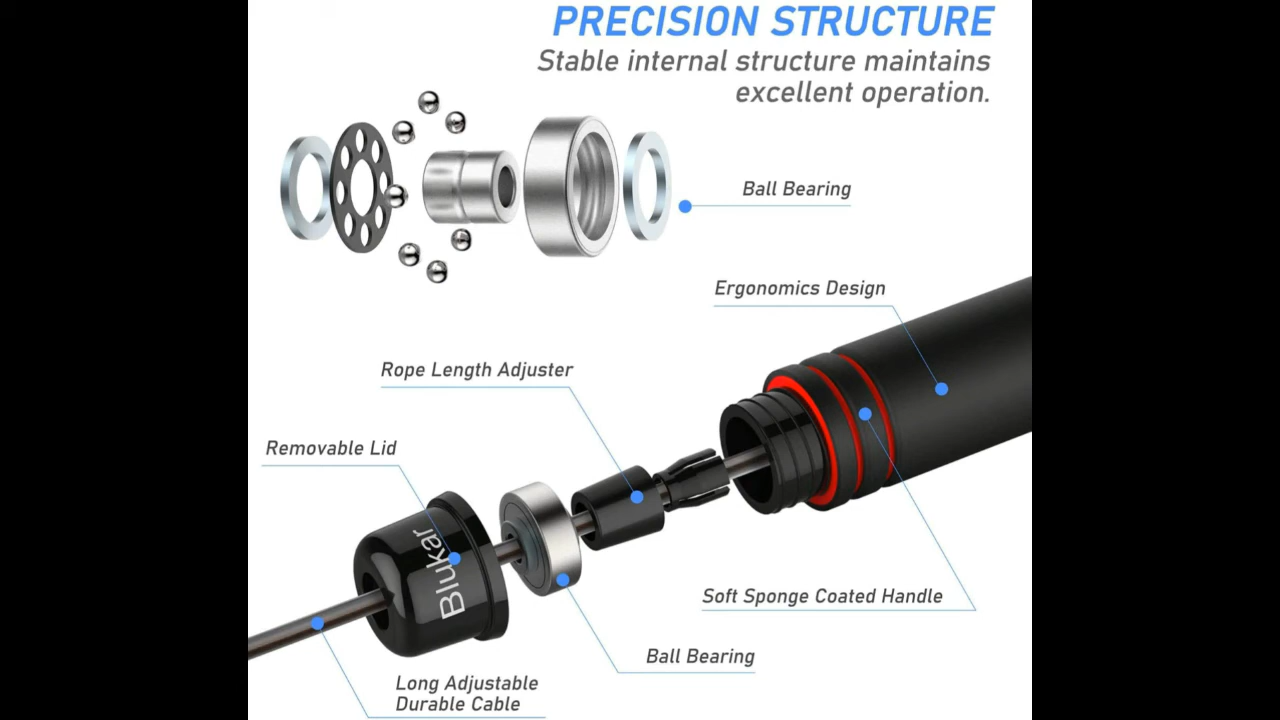 PRECISION STRUCTURE
Stable internal structure maintains
excellent operation.
Ball Bearing
Ergonomics Design
Rope Length Adjuster
Removable Lid
Blukar
Soft Sponge Coated Handle
Ball Bearing
Long Adjustable
Durable Cable